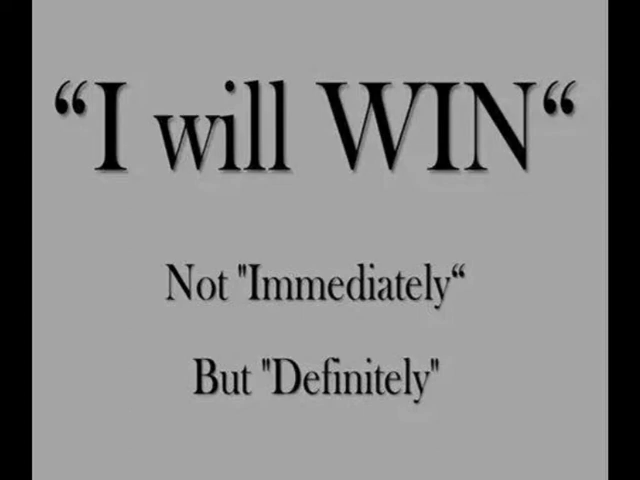 “I will WIN“
Not "Immediately“
But "Definitely"